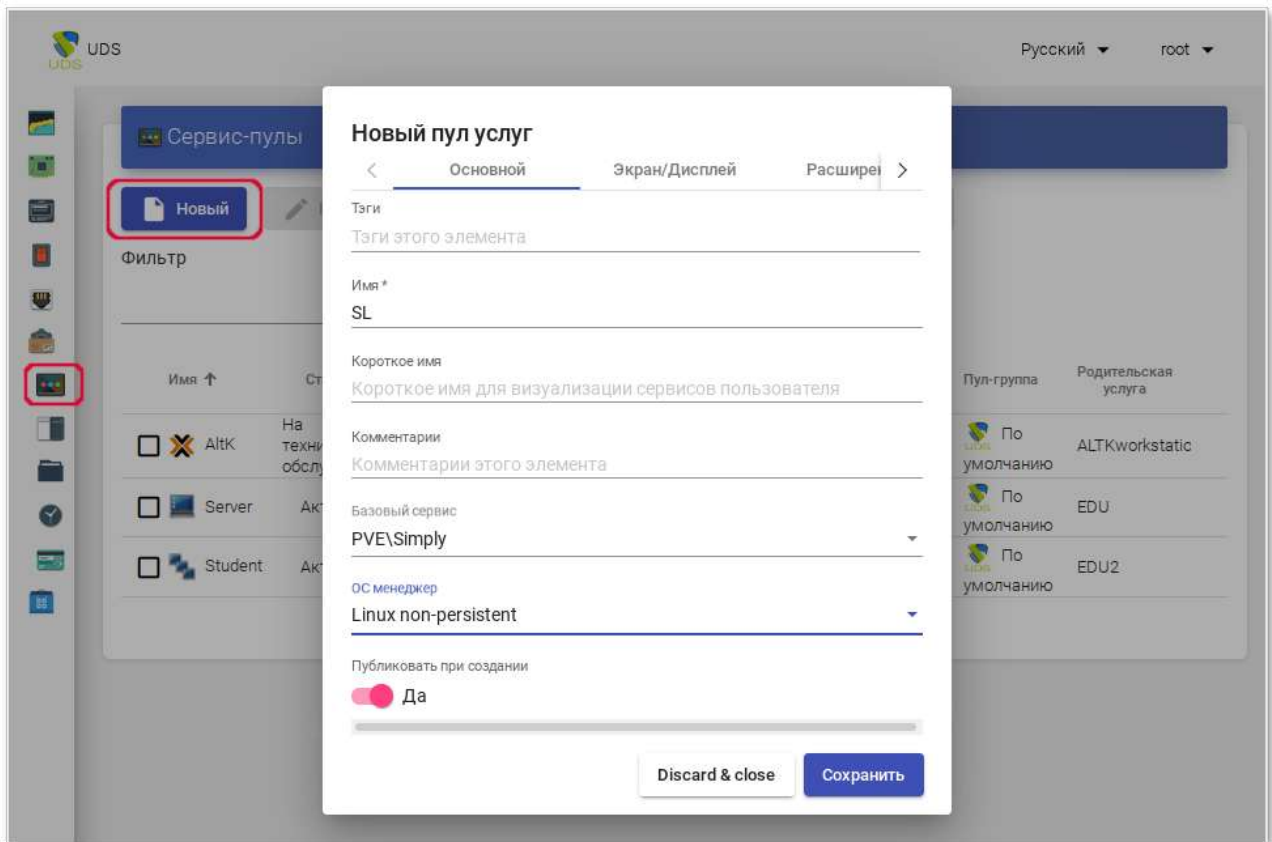 UDS
UDS
Русский
root
Сервис-пулы
Новый
Фильтр
Имя
Пул-группа
Родительская
услуга
На
AltK
По
умолчанию
ALTKworkstatic
Server
По
умолчанию
EDU
Student
По
умолчанию
EDU2
Новый пул услуг
Основной
Экран/Дисплей
Тэги
Тэги этого элемента
Имя *
SL
Короткое имя
Короткое имя для визуализации сервисов пользователя
Комментарии
Комментарии этого элемента
Базовый сервис
PVE\Simply
ОС менеджер
Linux non-persistent
Публиковать при создании
Да
Discard & close
Сохранить